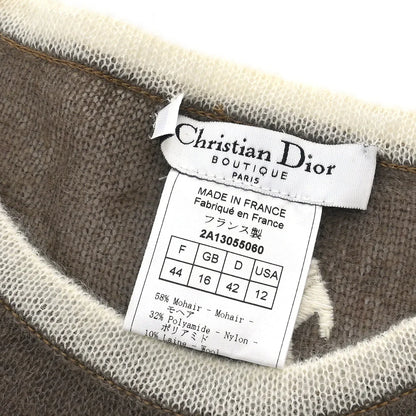 Christian Dior
BOUTIQUE
PARIS
MADE IN FRANCE
Fabriqué en France
フランス製
2A13055060
F GB D USA
44 16 42 12
58% Mohair - Mohair -
モヘア
32% Polyamide - Nylon -
ポリアミド
10% Laine - Wool